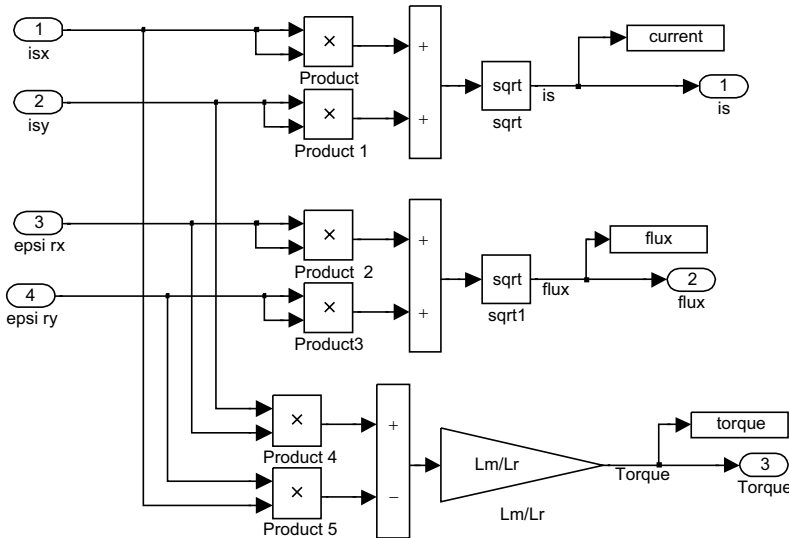 1
isx
×
Product
+
+
sqrt
sqrt
is
current
1
is
2
isy
×
Product 1
3
epsi rx
×
Product 2
+
+
sqrt
sqrt1
flux
flux
2
flux
4
epsi ry
×
Product3
×
Product 4
+
−
Lm/Lr
Lm/Lr
Torque
torque
3
Torque
×
Product 5